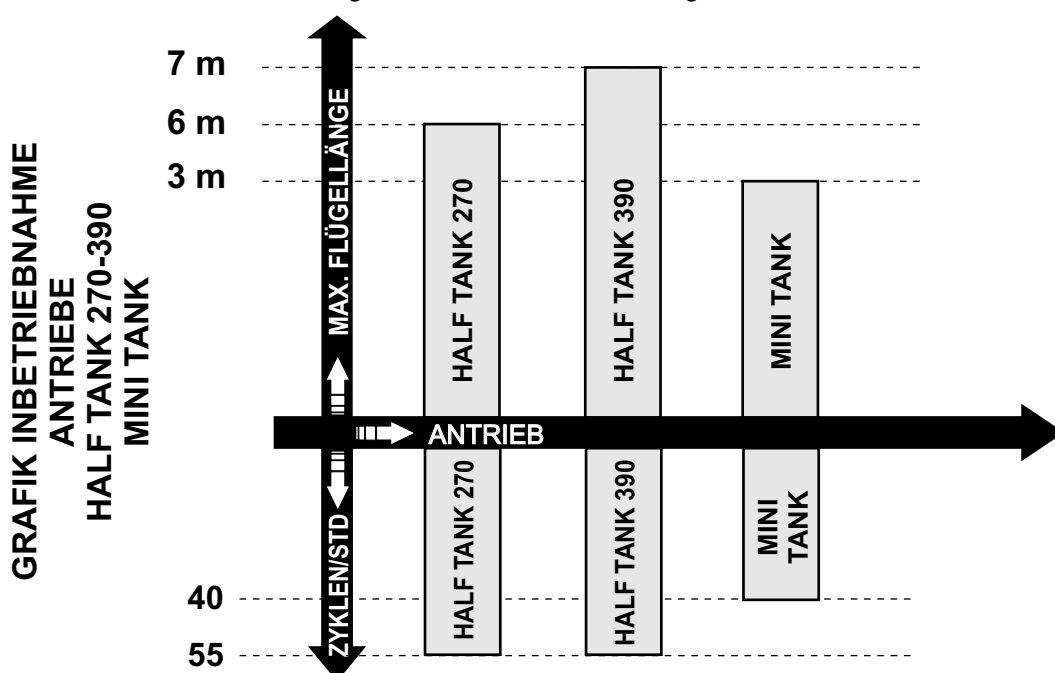 GRAFIK INBETRIEBNAHME
ANTRIEBE
HALF TANK 270-390
MINI TANK
7 m
6 m
3 m
MAX. FLÜGELLÄNGE
HALF TANK 270
HALF TANK 390
MINI TANK
ANTRIEB
ZYKLEN/STD
HALF TANK 270
HALF TANK 390
MINI
TANK
40
55